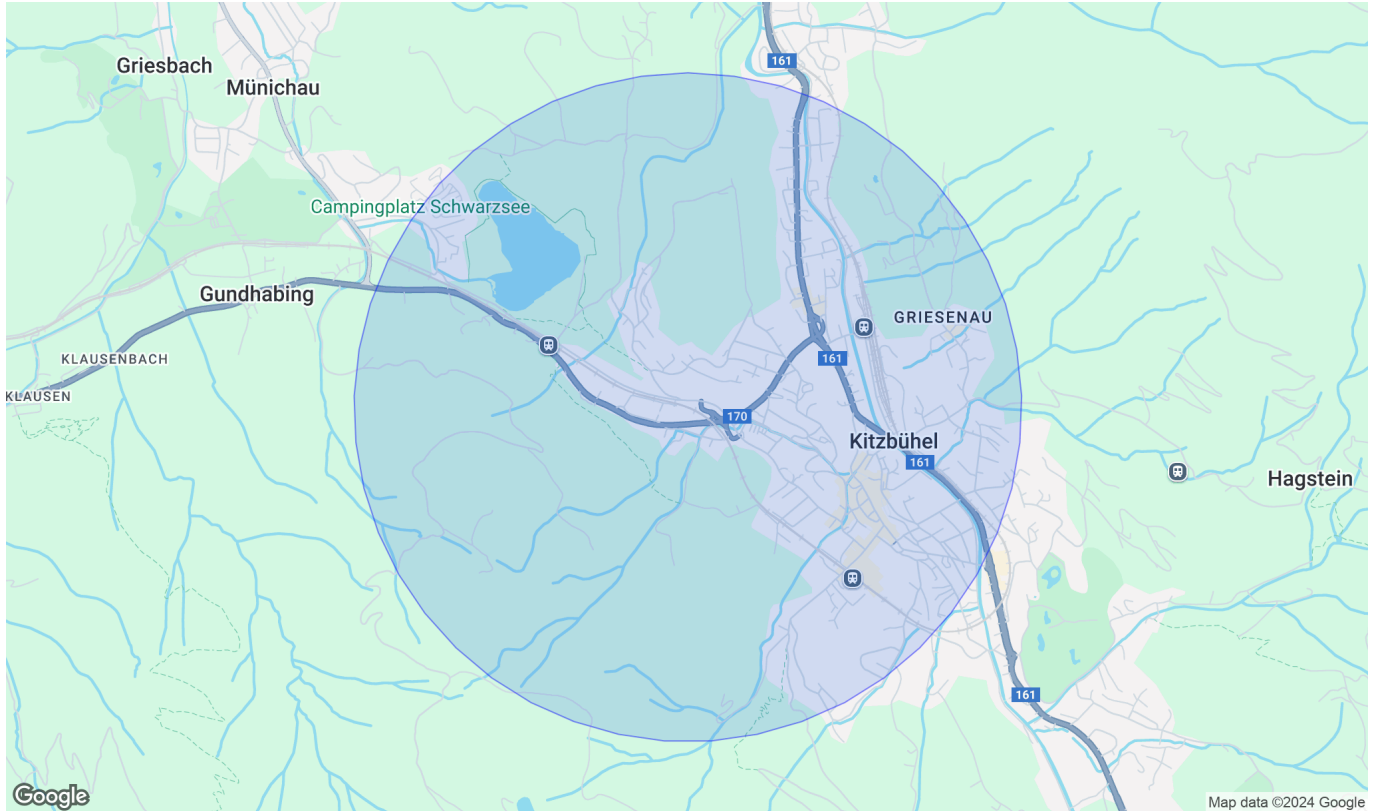 161
Griesbach
Münichau
Campingplatz Schwarzsee
Gundhabing
GRIESENAU
KLAUSENBACH
161
KLAUSEN
170
Kitzbühel
161
Hagstein
161
Google
Map data ©2024 Google